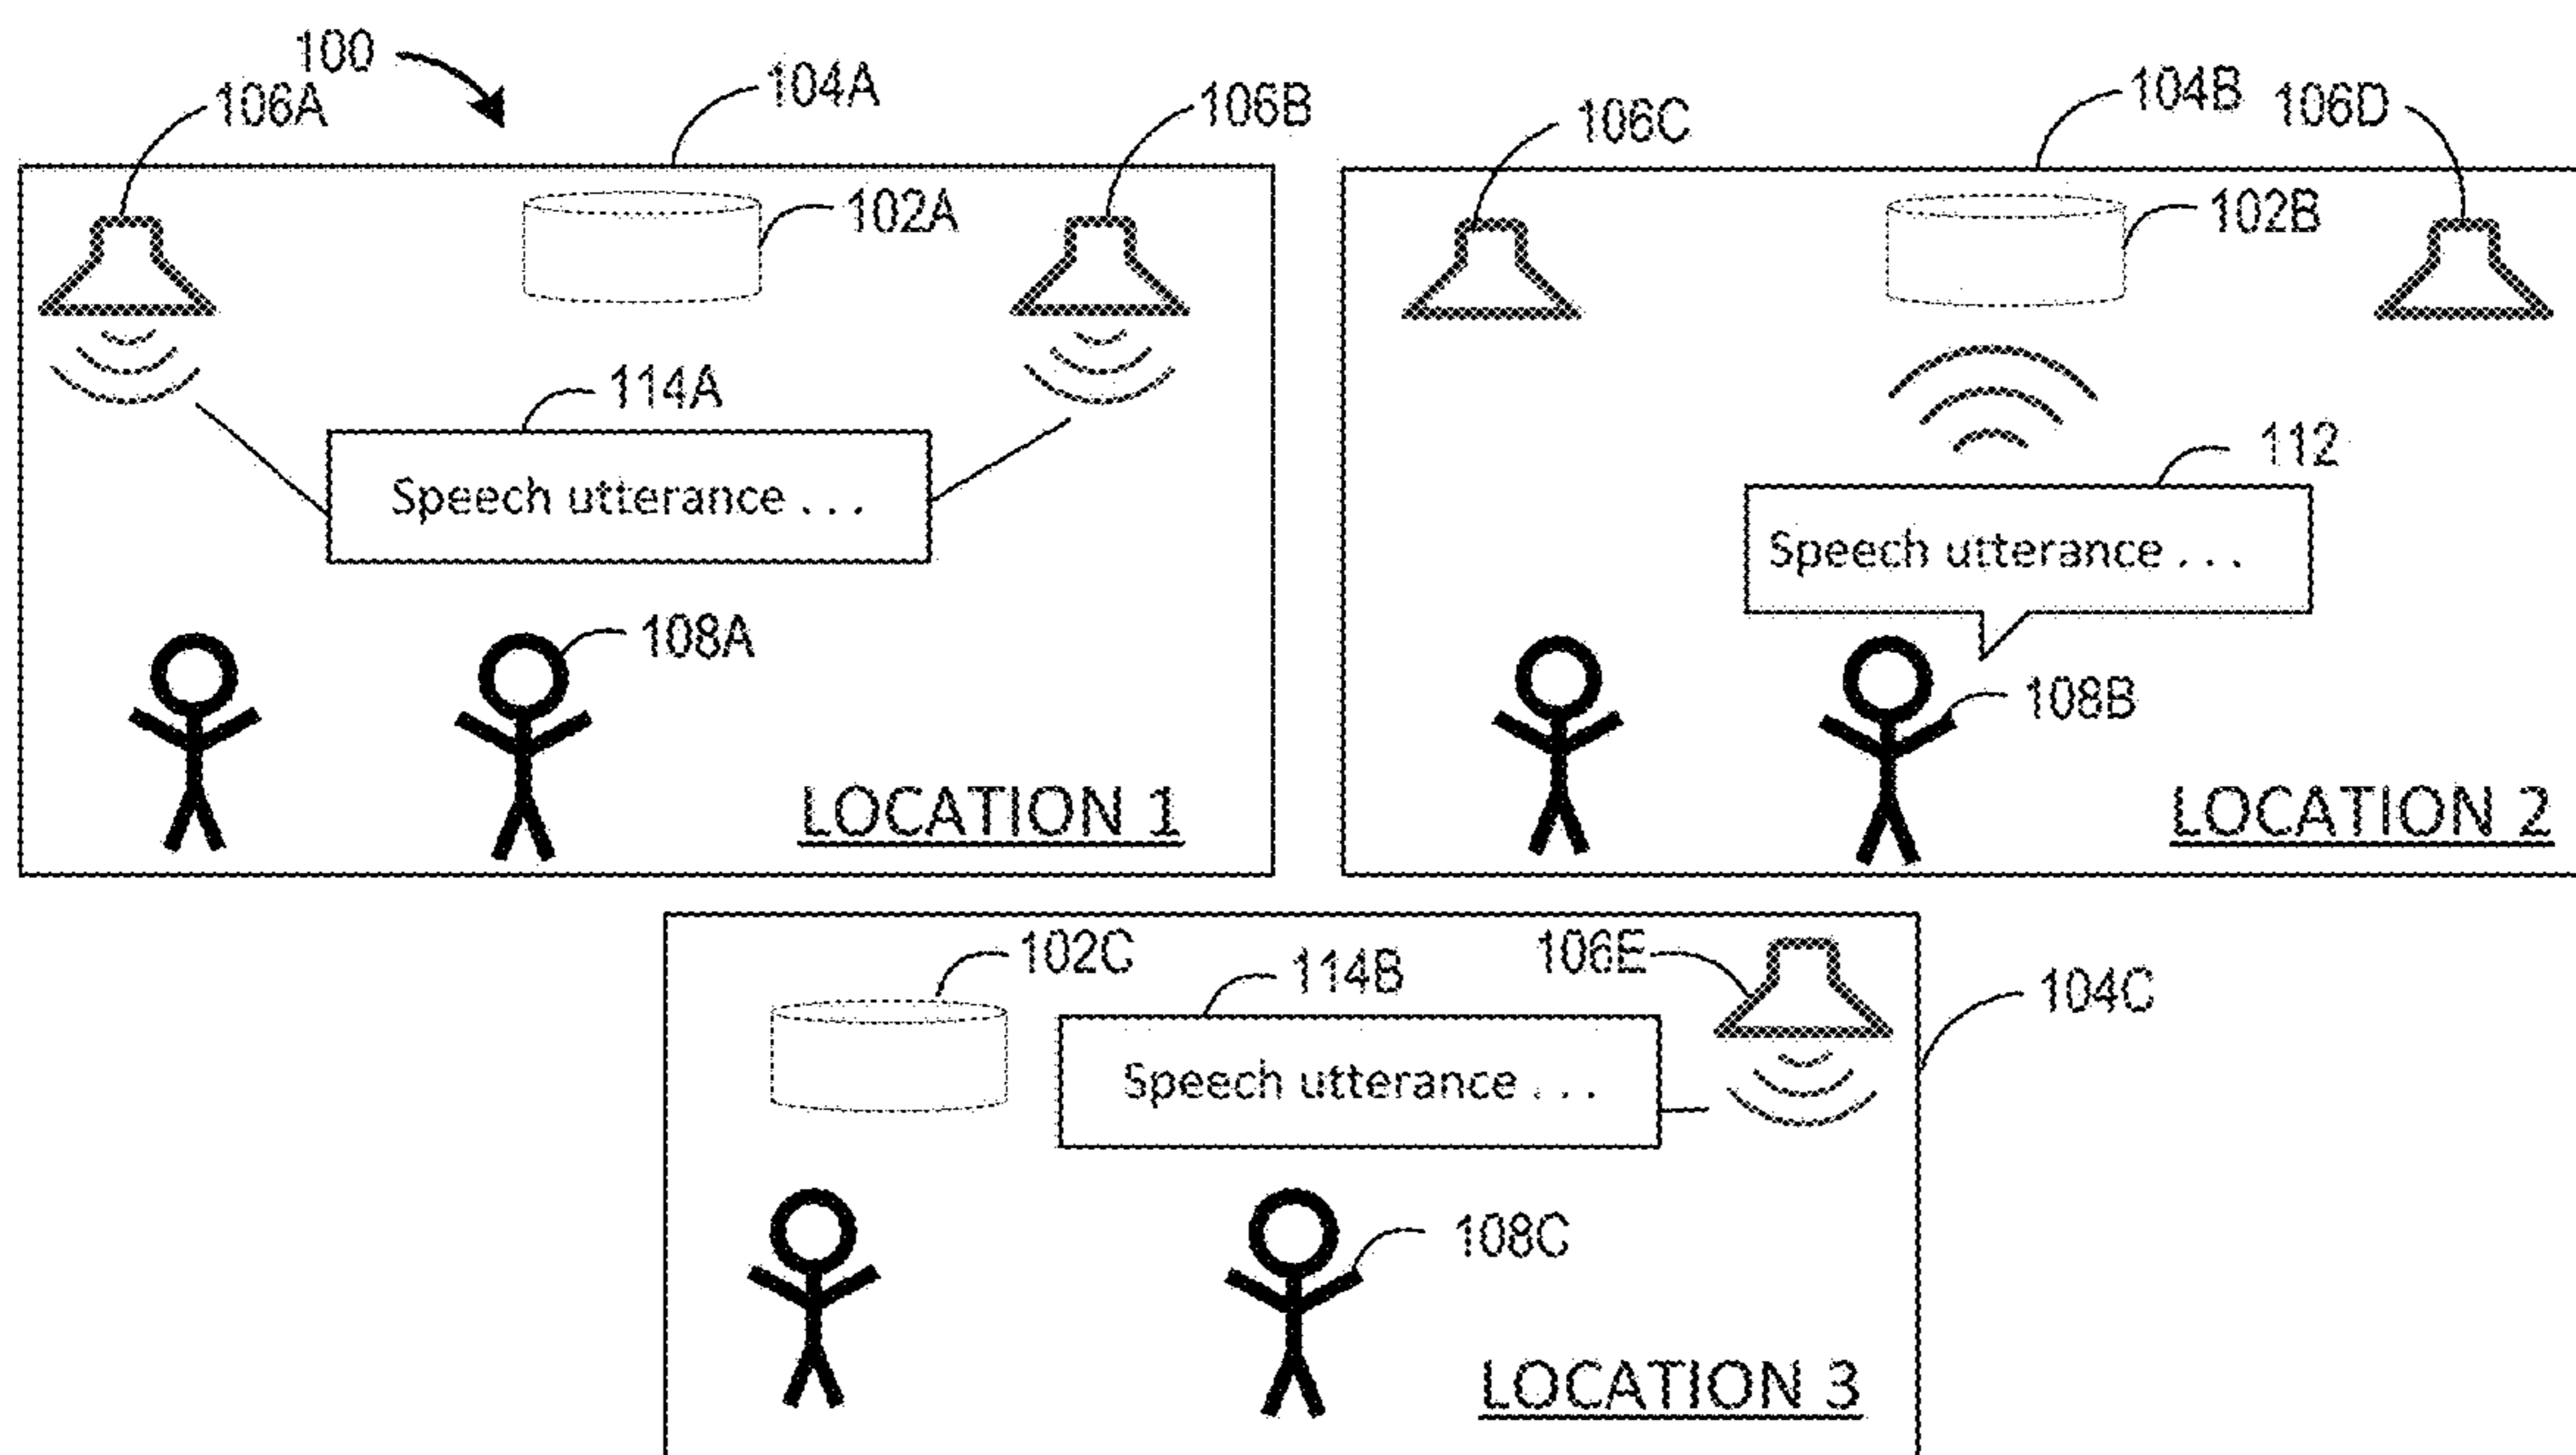 100
106A
104A
106B
106C
104B
106D
102A
102B
114A
112
Speech utterance . . .
Speech utterance . . .
108A
108B
LOCATION 1
LOCATION 2
102C
114B
106E
104C
Speech utterance . . .
108C
LOCATION 3